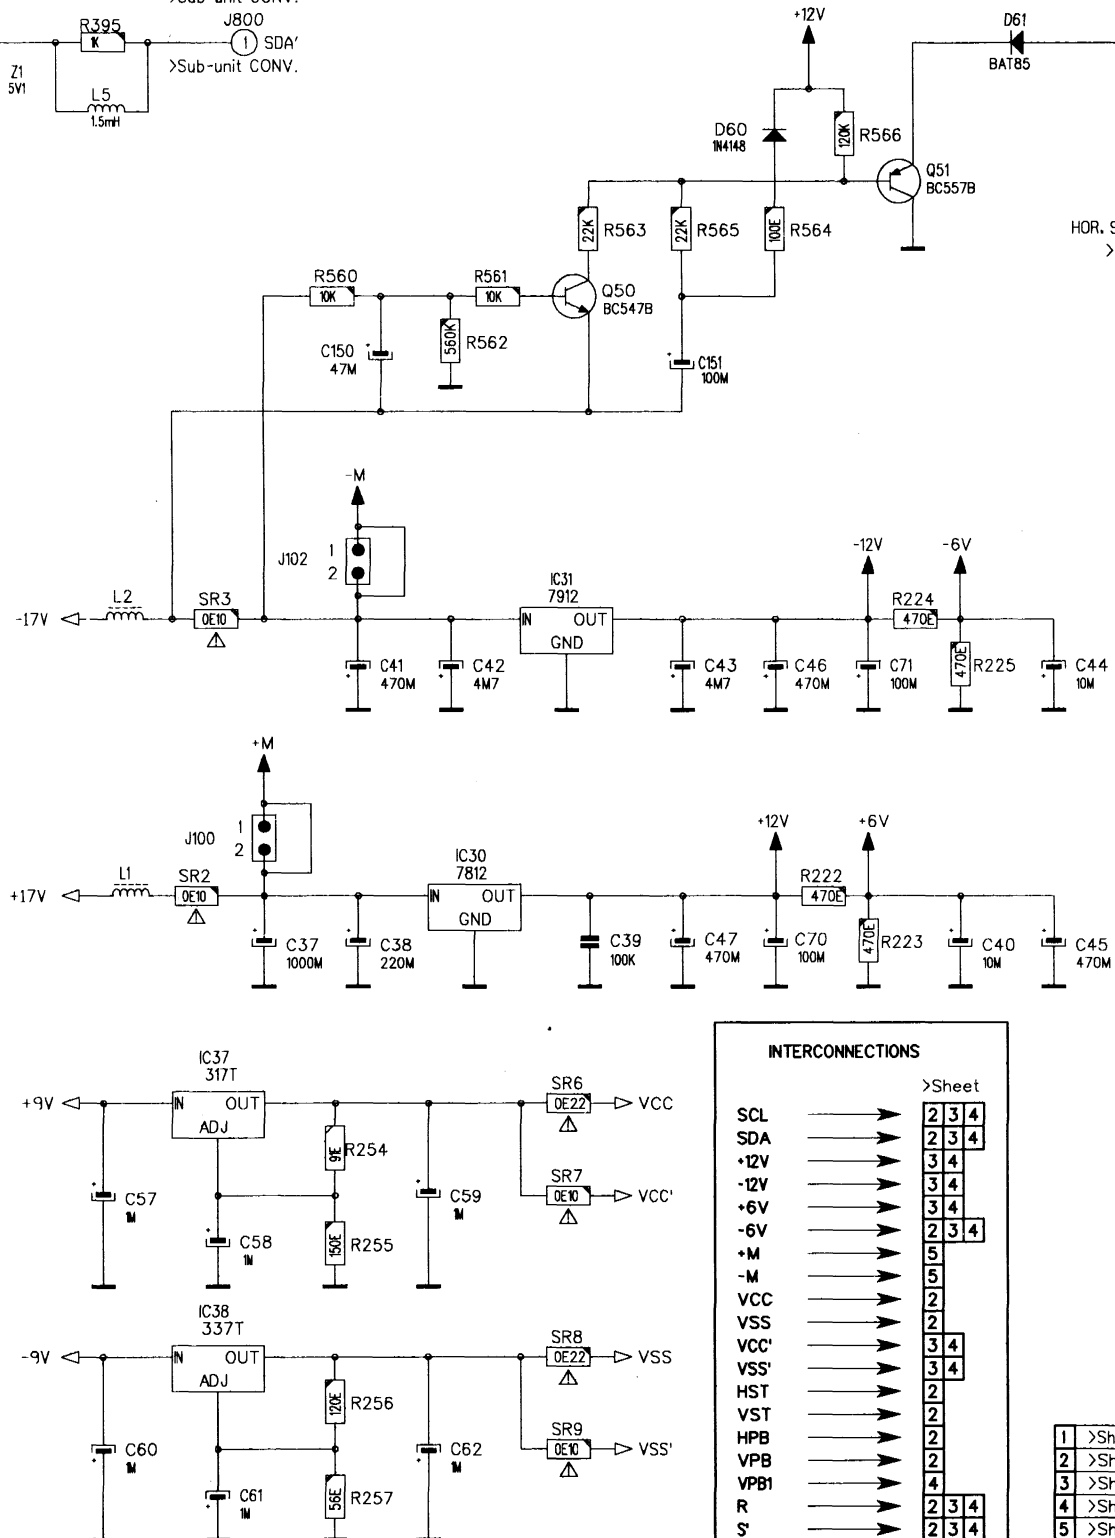 >Sub-unit CONV.
R395
1K
J800
1 SDA'
>Sub-unit CONV.
Z1
5V1
L5
1.5mH
+12V
D61
BAT85
D60
1N4148
120K
R566
Q51
BC557B
22K
R563
22K
R565
100E
R564
HOR. S
>
R560
10K
R561
10K
Q50
BC547B
C150
47M
560K
R562
C151
100M
-M
J102
1
2
-12V
-6V
-17V
L2
SR3
0E10
IC31
7912
IN OUT
GND
R224
470E
C41
470M
C42
4M7
C43
4M7
C46
470M
C71
100M
470E
R225
C44
10M
+M
J100
1
2
+12V
+6V
+17V
L1
SR2
0E10
IC30
7812
IN OUT
GND
R222
470E
C37
1000M
C38
220M
C39
100K
C47
470M
C70
100M
470E
R223
C40
10M
C45
470M
IC37
317T
+9V
IN OUT
ADJ
SR6
0E22
VCC
91E
R254
SR7
0E10
VCC'
C57
1M
C58
1M
150E
R255
C59
1M
IC38
337T
-9V
IN OUT
ADJ
SR8
0E22
VSS
120E
R256
SR9
0E10
VSS'
C60
1M
C61
1M
56E
R257
C62
1M
INTERCONNECTIONS
>Sheet
SCL 2 3 4
SDA 2 3 4
+12V 3 4
-12V 3 4
+6V 3 4
-6V 2 3 4
+M 5
-M 5
VCC 2
VSS 2
VCC' 3 4
VSS' 3 4
HST 2
VST 2
HPB 2
VPB 2
VPB1 4
R 2 3 4
S' 2 3 4
1 >Sh
2 >Sh
3 >Sh
4 >Sh
5 >Sh